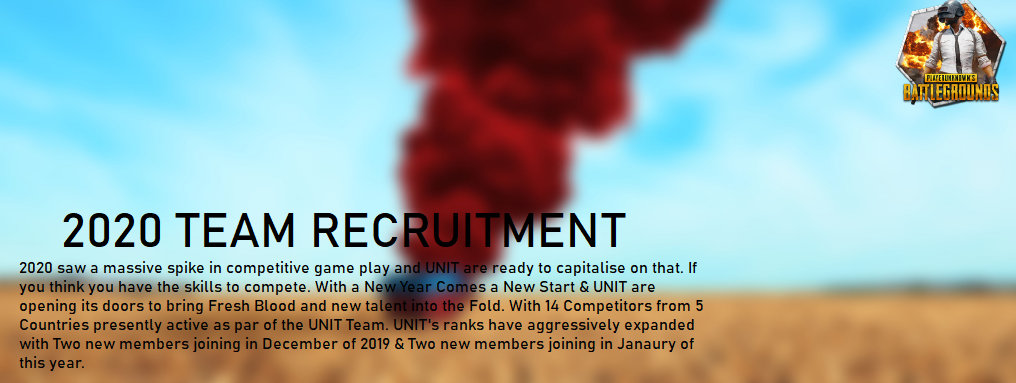 PLAYERUNKNOWN'S
BATTLEGROUNDS
2020 TEAM RECRUITMENT
2020 saw a massive spike in competitive game play and UNIT are ready to capitalise on that. If
you think you have the skills to compete. With a New Year Comes a New Start & UNIT are
opening its doors to bring Fresh Blood and new talent into the Fold. With 14 Competitors from 5
Countries presently active as par of the UNIT Team. UNIT's ranks have aggressively expanded
with Two new members joining in December of 2019 & Two new members joining in Janaury of
this year.